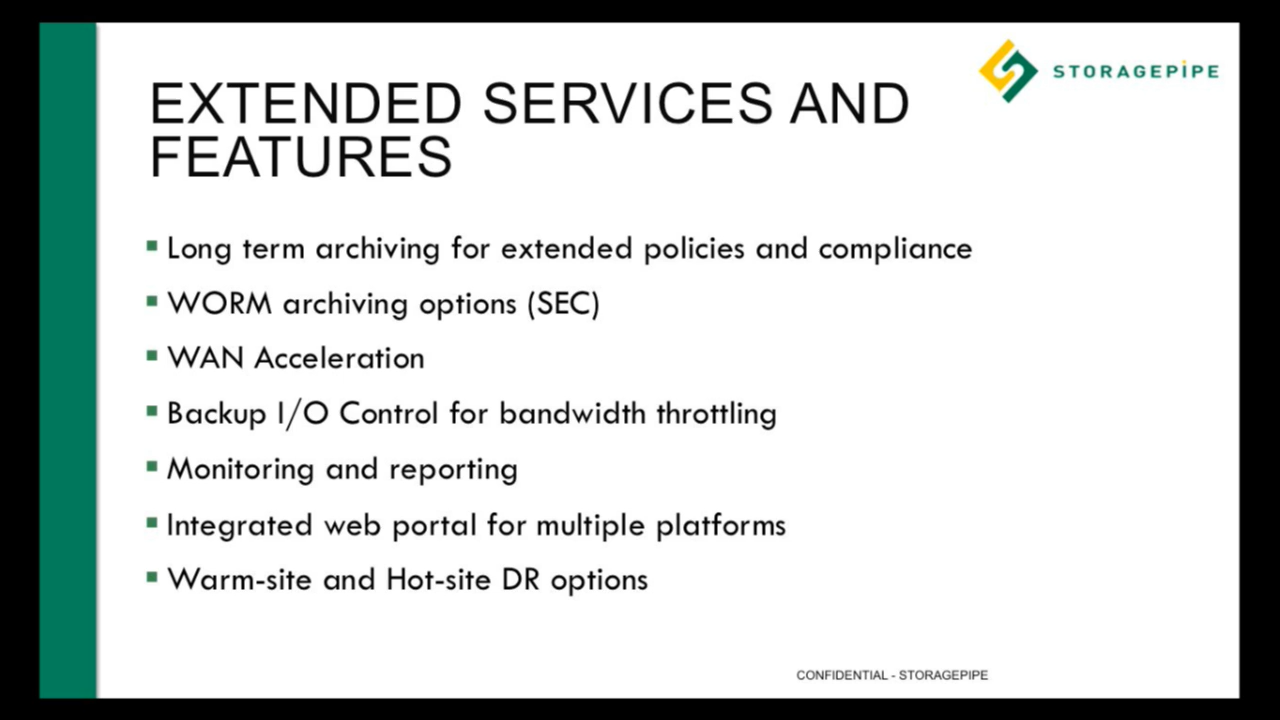 STORAGEPIPE
EXTENDED SERVICES AND
FEATURES
▪ Long term archiving for extended policies and compliance
▪ WORM archiving options (SEC)
▪ WAN Acceleration
▪ Backup I/O Control for bandwidth throttling
▪ Monitoring and reporting
▪ Integrated web portal for multiple platforms
▪ Warm-site and Hot-site DR options
CONFIDENTIAL - STORAGEPIPE